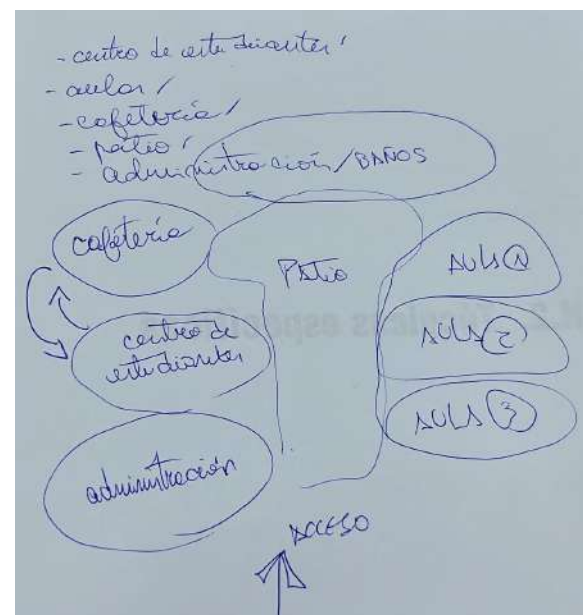 - centro de estudiantes /
- aulas /
- cafetería /
- patio /
- administración / BAÑOS
cafetería
PATIO
AULA 1
centro de
estudiantes
AULA 2
administración
AULA 3
ACCESO